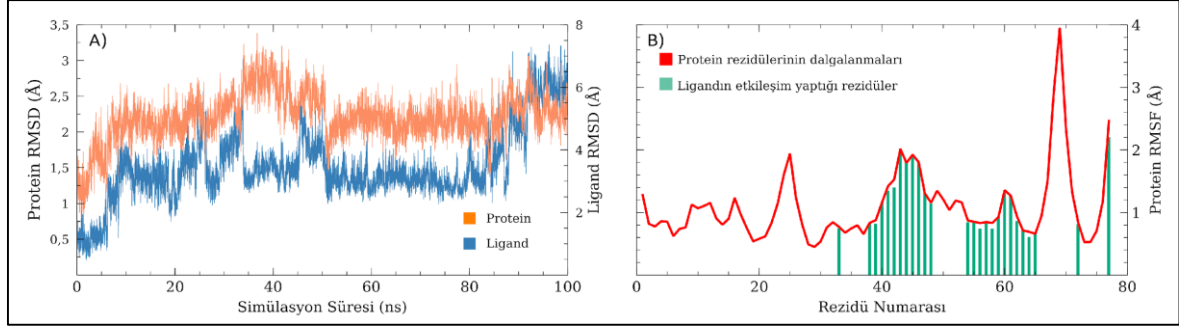 A)
3,5
3
2,5
2
1,5
1
0,5
Protein RMSD (Å)
8
6
4
2
Ligand RMSD (Å)
Protein
Ligand
0 20 40 60 80 100
Simülasyon Süresi (ns)
B)
Protein rezidülerinin dalgalanmaları
Ligandın etkileşim yaptığı rezidüler
4
3
2
1
Protein RMSF (Å)
0 20 40 60 80
Rezidü Numarası